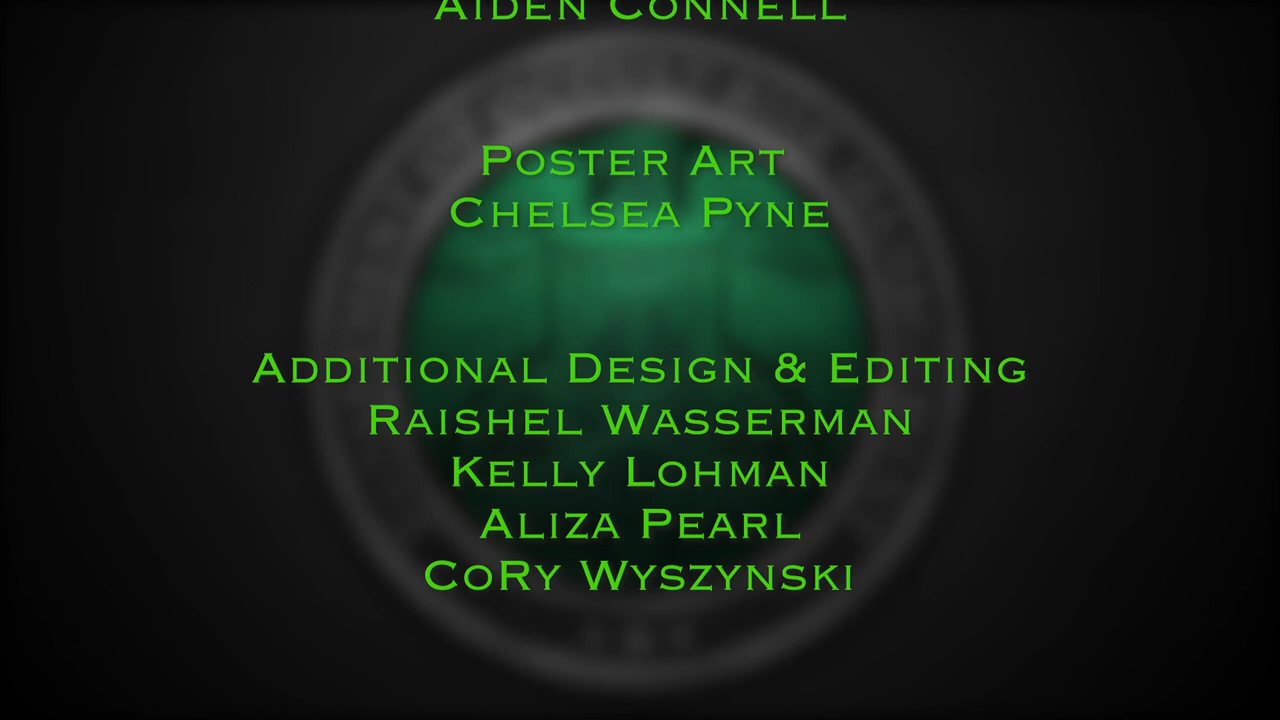 Aiden Connell
Poster Art
Chelsea Pyne
Additional Design & Editing
Raishel Wasserman
Kelly Lohman
Aliza Pearl
CoRy Wyszynski